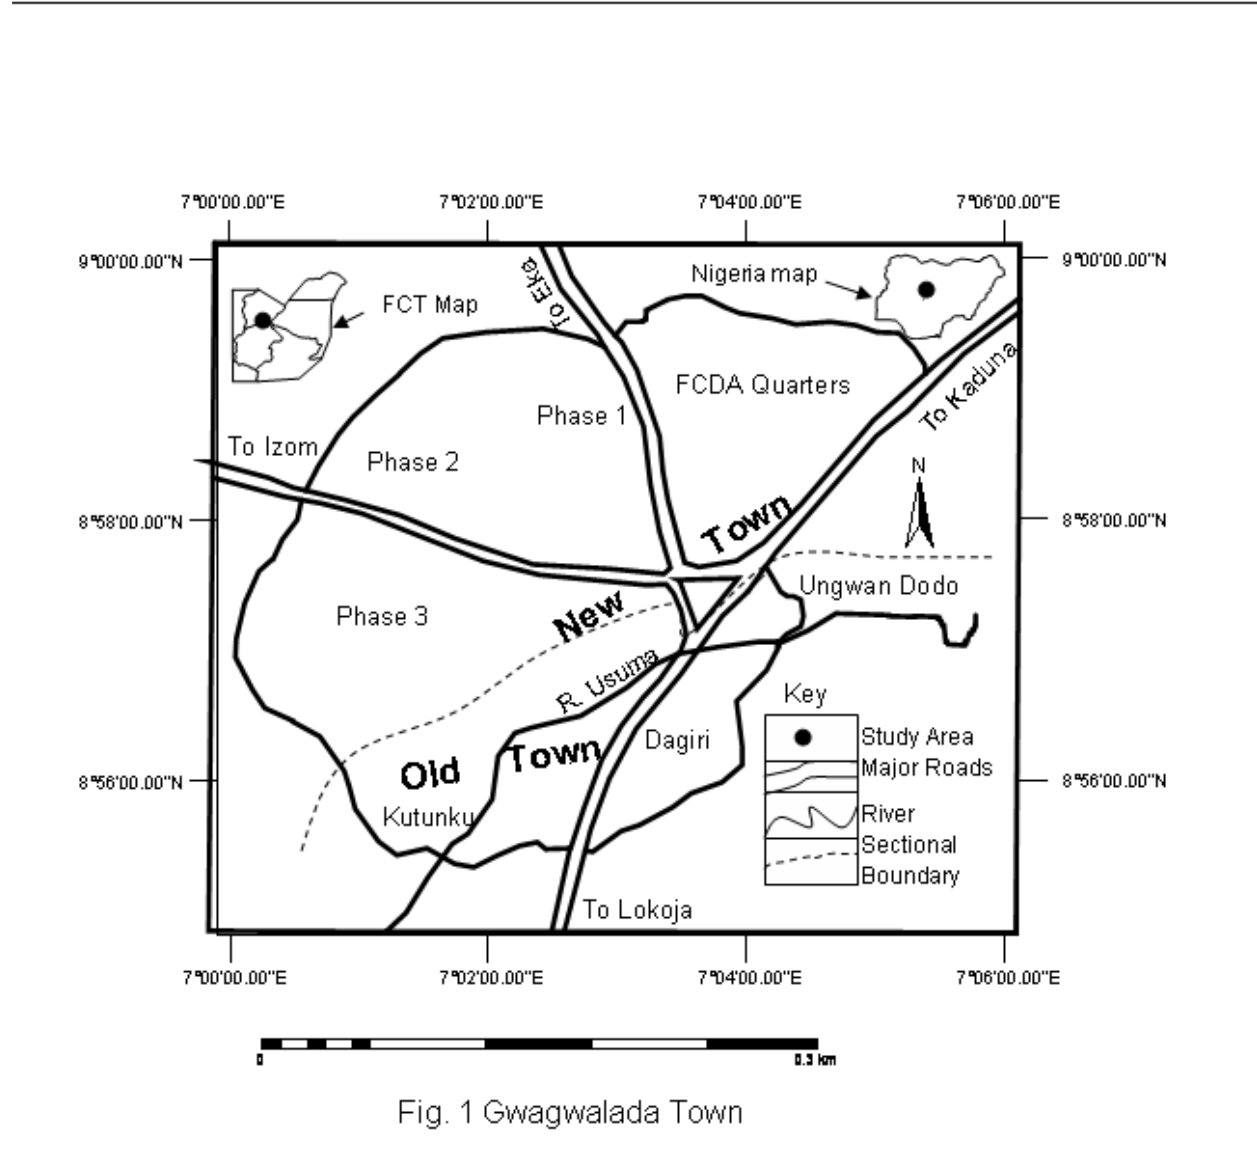 7°00'00.00"E 7°02'00.00"E 7°04'00.00"E 7°06'00.00"E
9°00'00.00"N
9°00'00.00"N
To Eke
Nigeria map
FCT Map
FCDA Quarters
To Kaduna
Phase 1
To Izom
Phase 2
N
8°58'00.00"N
8°58'00.00"N
New Town
Ungwan Dodo
Phase 3
R. Usuma
Key
Study Area
Major Roads
River
Sectional
Boundary
Dagiri
Old Town
8°56'00.00"N
8°56'00.00"N
Kutunku
To Lokoja
7°00'00.00"E 7°02'00.00"E 7°04'00.00"E 7°06'00.00"E
0 0.3 km
Fig. 1 Gwagwalada Town